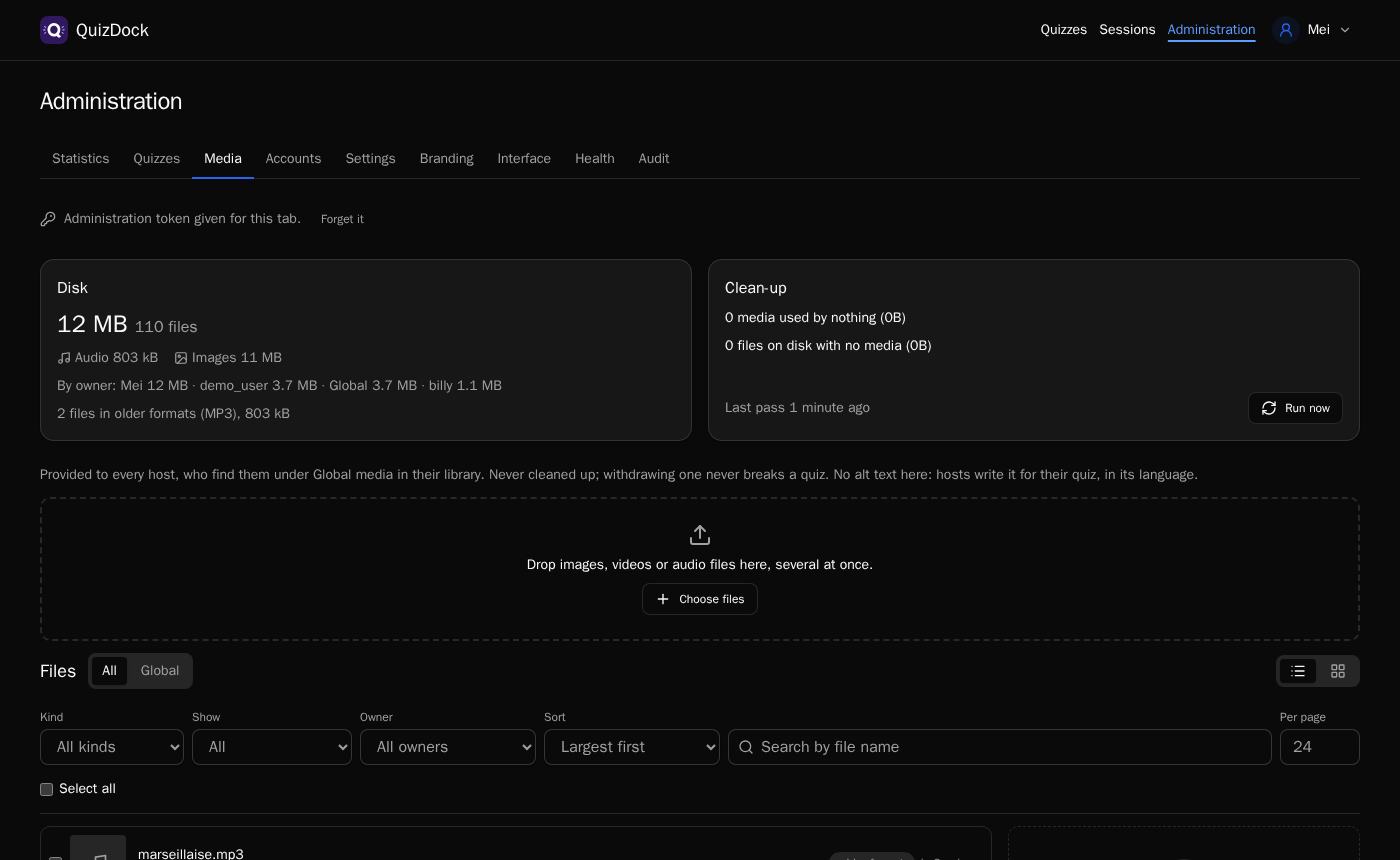 QuizDock
Quizzes Sessions Administration Mei
Administration
Statistics Quizzes Media Accounts Settings Branding Interface Health Audit
Administration token given for this tab. Forget it
Disk
12 MB 110 files
Audio 803 kB Images 11 MB
By owner: Mei 12 MB · demo_user 3.7 MB · Global 3.7 MB · billy 1.1 MB
2 files in older formats (MP3), 803 kB
Clean-up
0 media used by nothing (0B)
0 files on disk with no media (0B)
Last pass 1 minute ago
Run now
Provided to every host, who find them under Global media in their library. Never cleaned up; withdrawing one never breaks a quiz. No alt text here: hosts write it for their quiz, in its language.
Drop images, videos or audio files here, several at once.
Choose files
Files All Global
Kind Show Owner Sort Per page
All kinds All All owners Largest first Search by file name 24
Select all
marseillaise.mp3